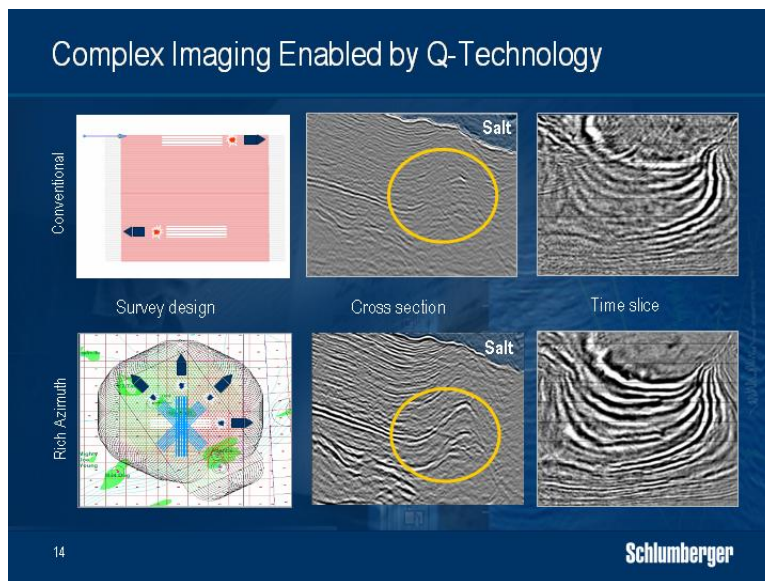 Complex Imaging Enabled by Q-Technology
Conventional
Salt
Survey design
Cross section
Time slice
Rich Azimuth
Salt
14
Schlumberger